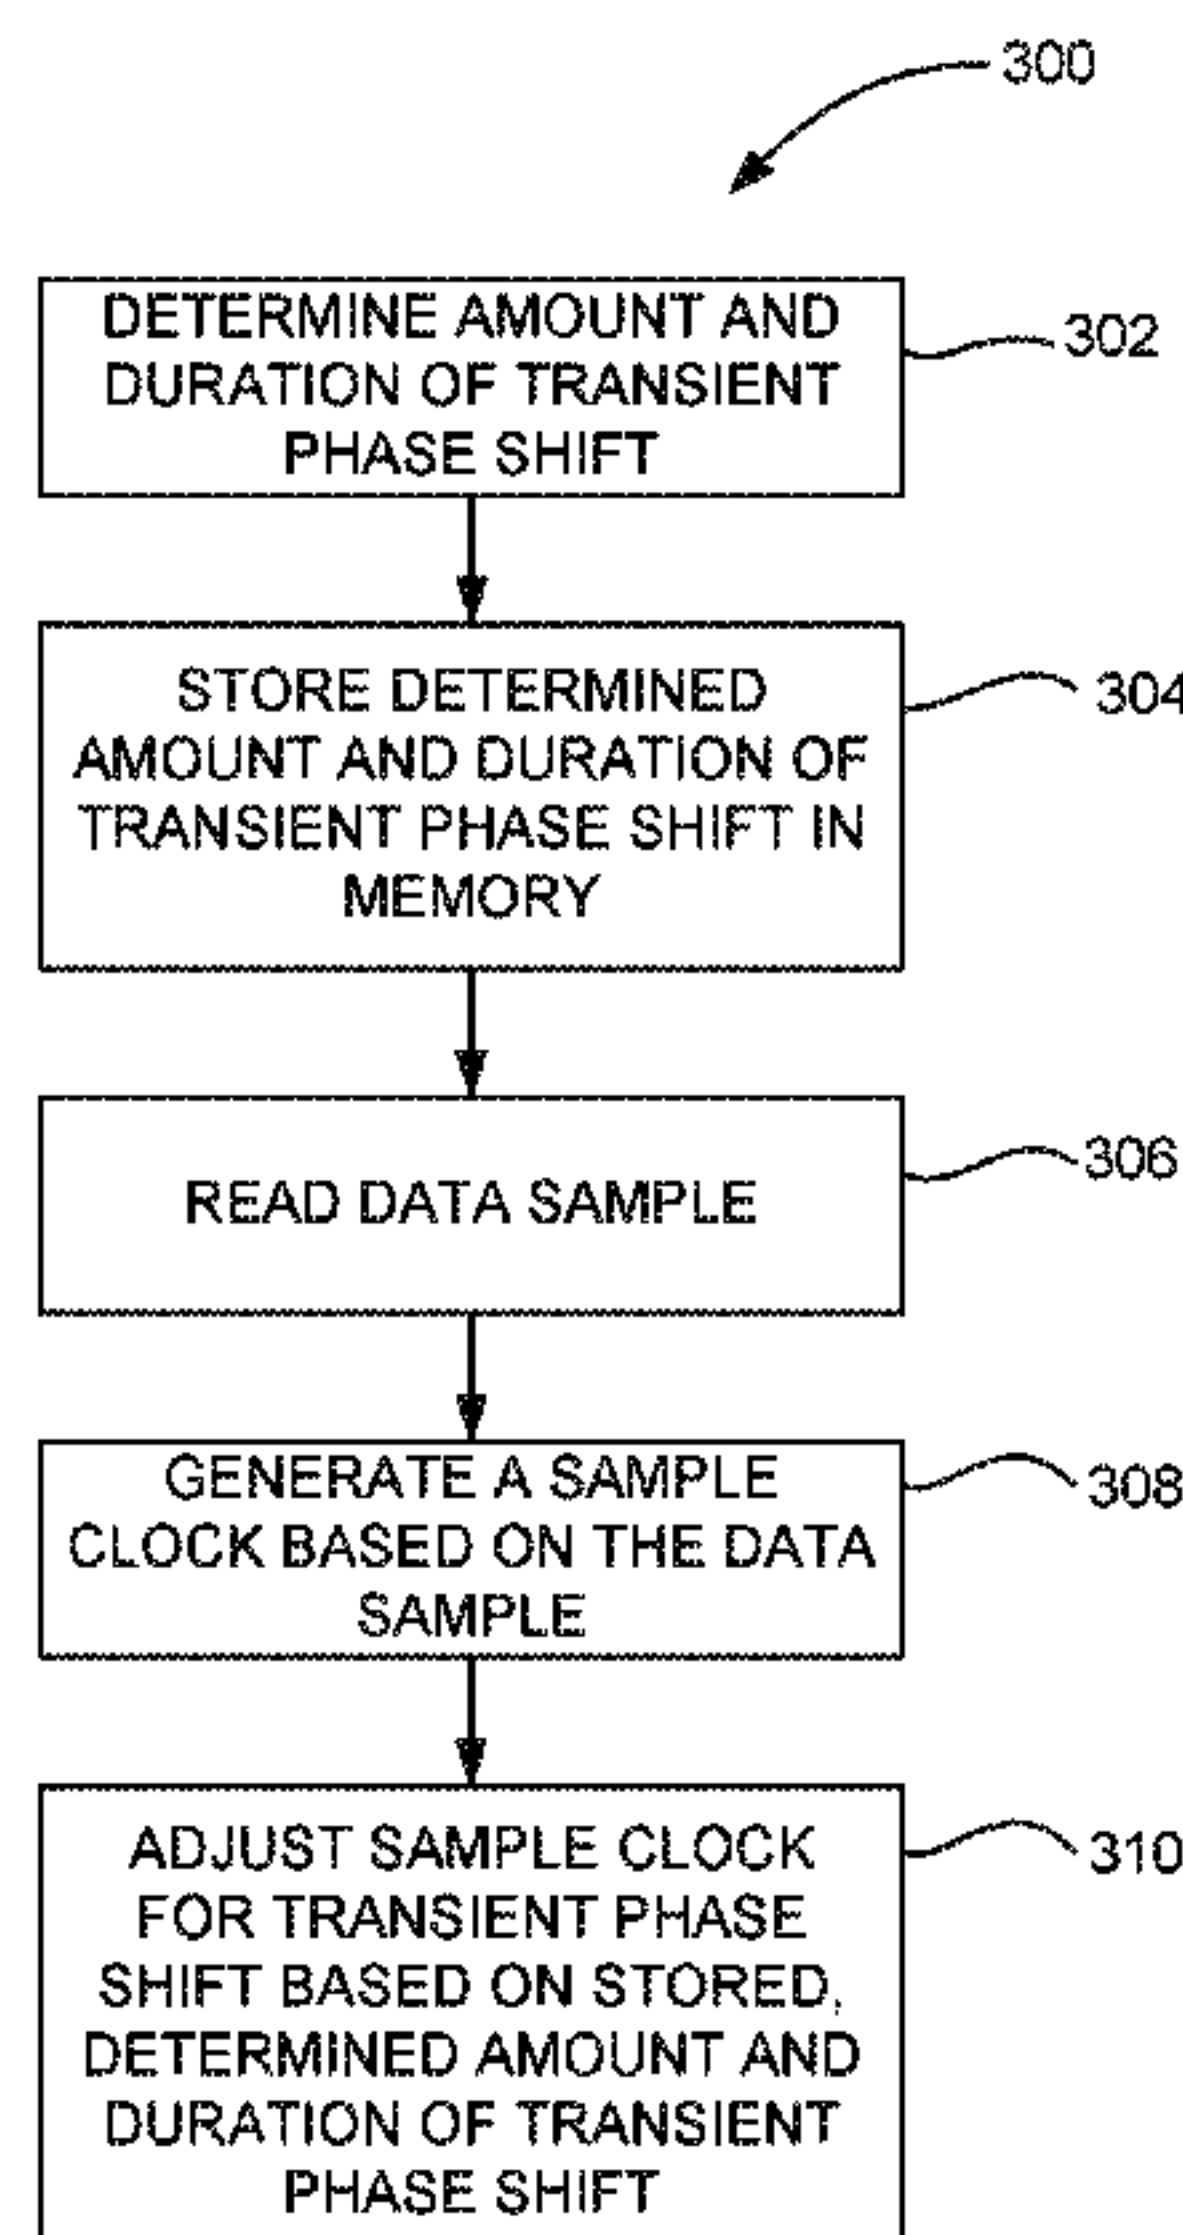 300
DETERMINE AMOUNT AND
DURATION OF TRANSIENT
PHASE SHIFT
302
STORE DETERMINED
AMOUNT AND DURATION OF
TRANSIENT PHASE SHIFT IN
MEMORY
304
READ DATA SAMPLE
306
GENERATE A SAMPLE
CLOCK BASED ON THE DATA
SAMPLE
308
ADJUST SAMPLE CLOCK
FOR TRANSIENT PHASE
SHIFT BASED ON STORED,
DETERMINED AMOUNT AND
DURATION OF TRANSIENT
PHASE SHIFT
310